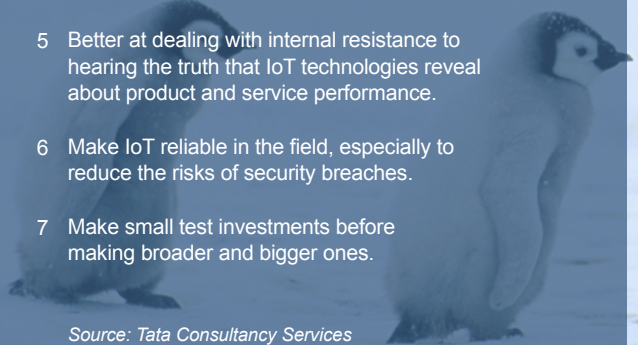 5 Better at dealing with internal resistance to
hearing the truth that IoT technologies reveal
about product and service performance.
6 Make IoT reliable in the field, especially to
reduce the risks of security breaches.
7 Make small test investments before
making broader and bigger ones.
Source: Tata Consultancy Services